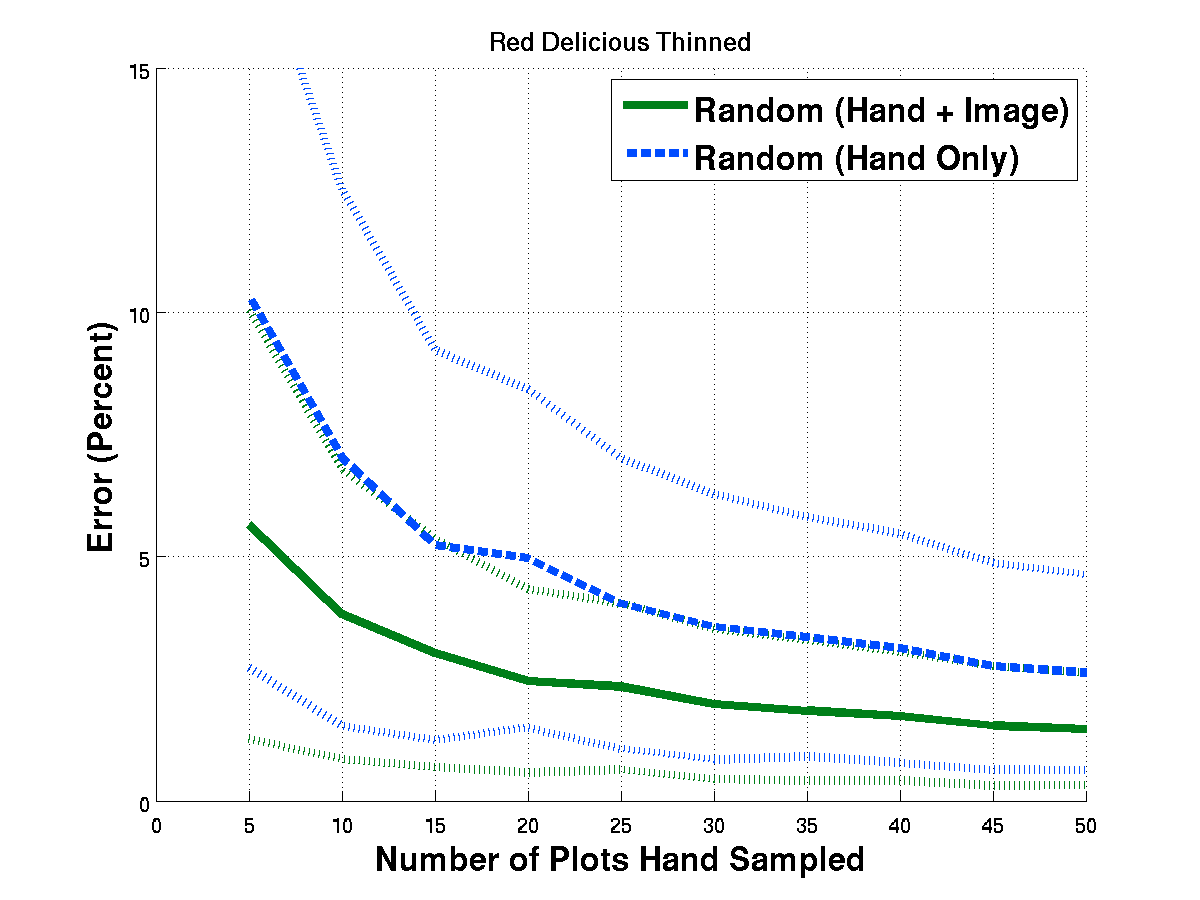 Red Delicious Thinned
15
Random (Hand + Image)
Random (Hand Only)
10
5
0
Error (Percent)
0 5 10 15 20 25 30 35 40 45 50
Number of Plots Hand Sampled